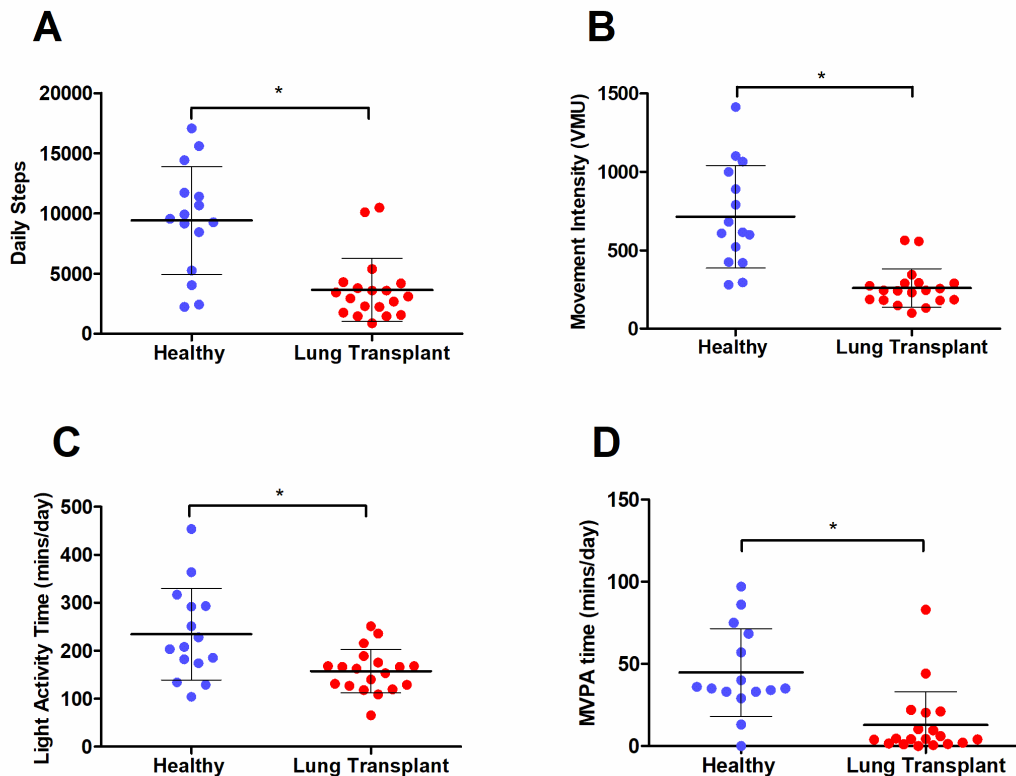 A
Daily Steps
20000
15000
10000
5000
0
*
Healthy
Lung Transplant
B
Movement Intensity (VMU)
1500
1000
500
0
*
Healthy
Lung Transplant
C
Light Activity Time (mins/day)
500
400
300
200
100
0
*
Healthy
Lung Transplant
D
MVPA time (mins/day)
150
100
50
0
*
Healthy
Lung Transplant